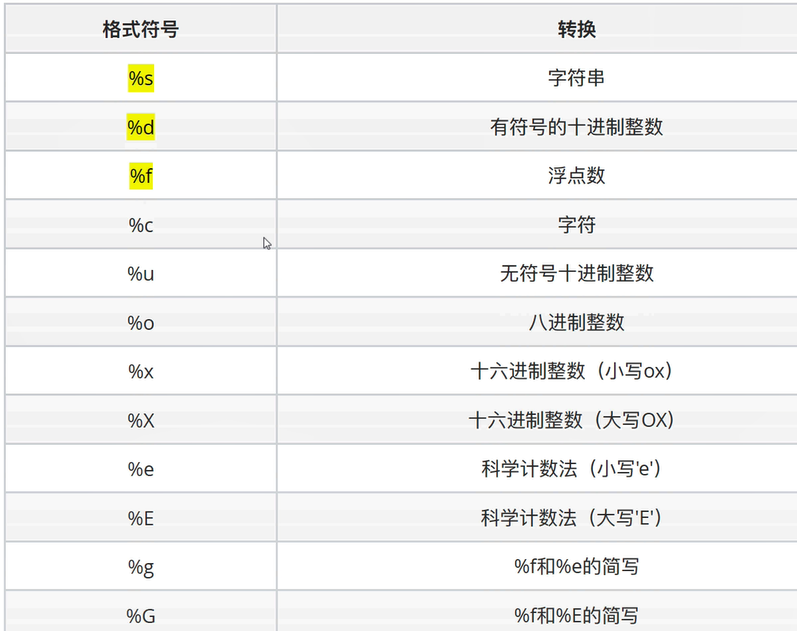 格式符号 转换
%s 字符串
%d 有符号的十进制整数
%f 浮点数
%c 字符
%u 无符号十进制整数
%o 八进制整数
%x 十六进制整数（小写ox）
%X 十六进制整数（大写OX）
%e 科学计数法（小写'e'）
%E 科学计数法（大写'E'）
%g %f和%e的简写
%G %f和%E的简写